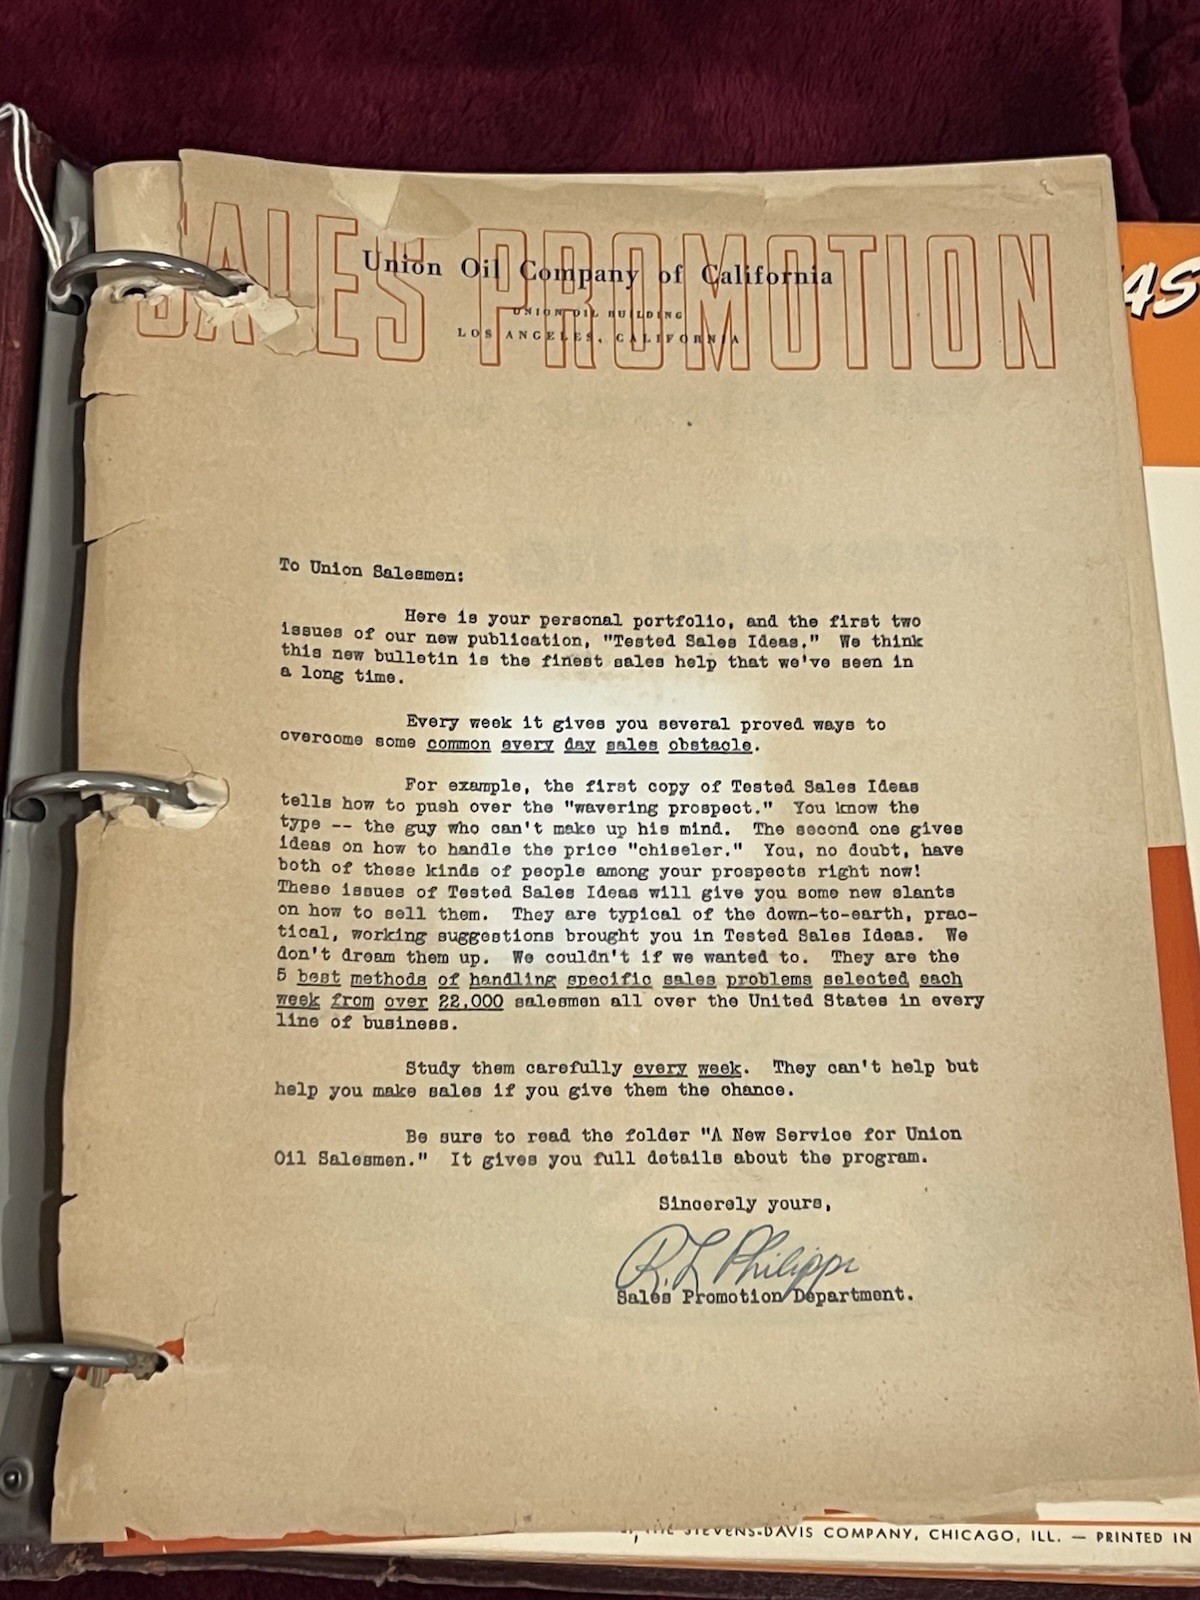 SALES PROMOTION
Union Oil Company of California
UNION OIL BUILDING
LOS ANGELES, CALIFORNIA
To Union Salesmen:
Here is your personal portfolio, and the first two
issues of our new publication, "Tested Sales Ideas." We think
this new bulletin is the finest sales help that we've seen in
a long time.
Every week it gives you several proved ways to
overcome some common every day sales obstacle.
For example, the first copy of Tested Sales Ideas
tells how to push over the "wavering prospect." You know the
type -- the guy who can't make up his mind. The second one gives
ideas on how to handle the price "chiseler." You, no doubt, have
both of these kinds of people among your prospects right now!
These issues of Tested Sales Ideas will give you some new slants
on how to sell them. They are typical of the down-to-earth, prac-
tical, working suggestions brought you in Tested Sales Ideas. We
don't dream them up. We couldn't if we wanted to. They are the
5 best methods of handling specific sales problems selected each
week from over 22,000 salesmen all over the United States in every
line of business.
Study them carefully every week. They can't help but
help you make sales if you give them the chance.
Be sure to read the folder "A New Service for Union
Oil Salesmen." It gives you full details about the program.
Sincerely yours,
R. L Philippi
Sales Promotion Department.
AS
STEVENS-DAVIS COMPANY, CHICAGO, ILL. — PRINTED IN